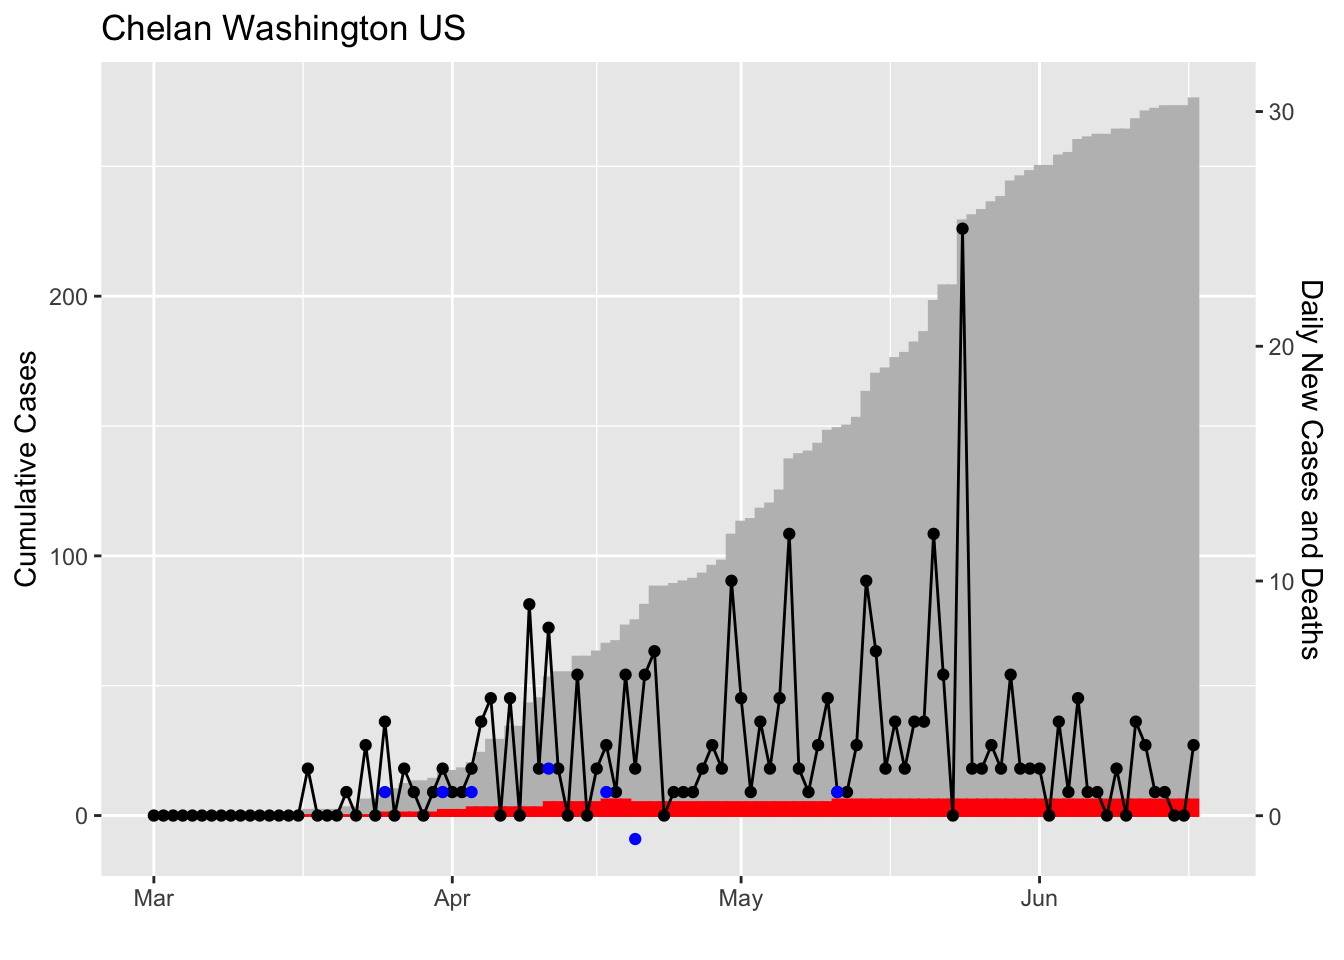 Chelan Washington US
Cumulative Cases
200
100
0
30
20
10
0
Daily New Cases and Deaths
Mar
Apr
May
Jun